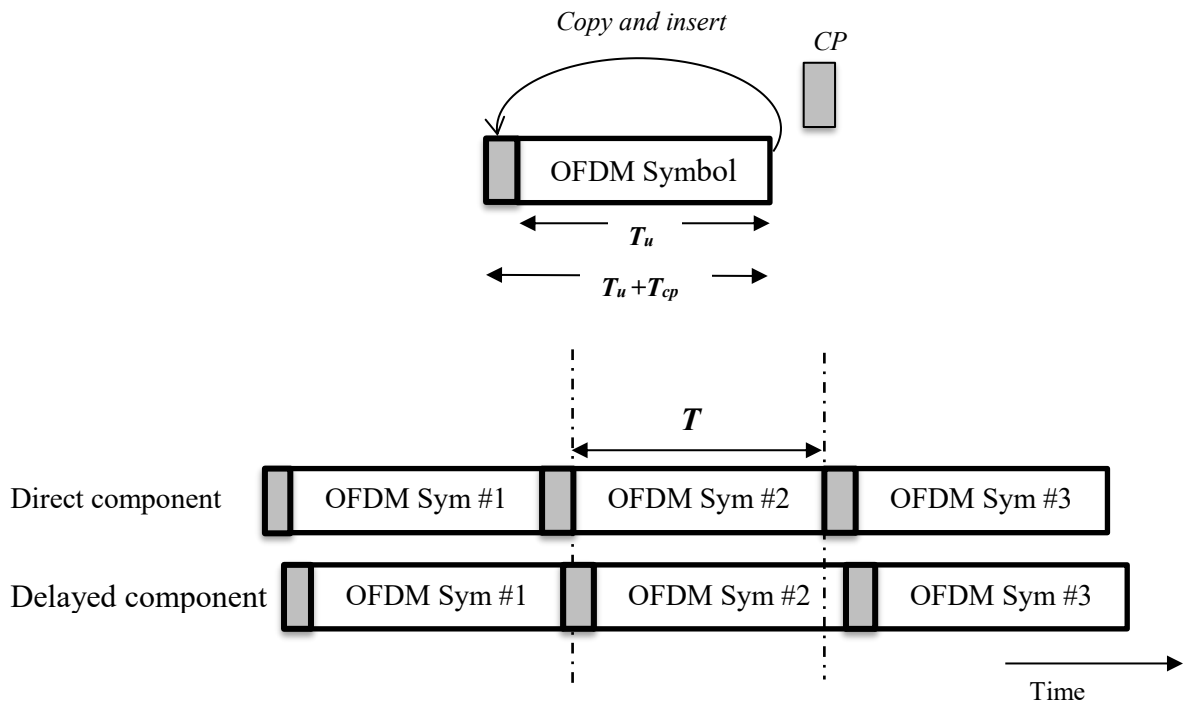 Copy and insert
CP
OFDM Symbol
Tu
Tu +Tcp
T
Direct component
OFDM Sym #1
OFDM Sym #2
OFDM Sym #3
Delayed component
OFDM Sym #1
OFDM Sym #2
OFDM Sym #3
Time